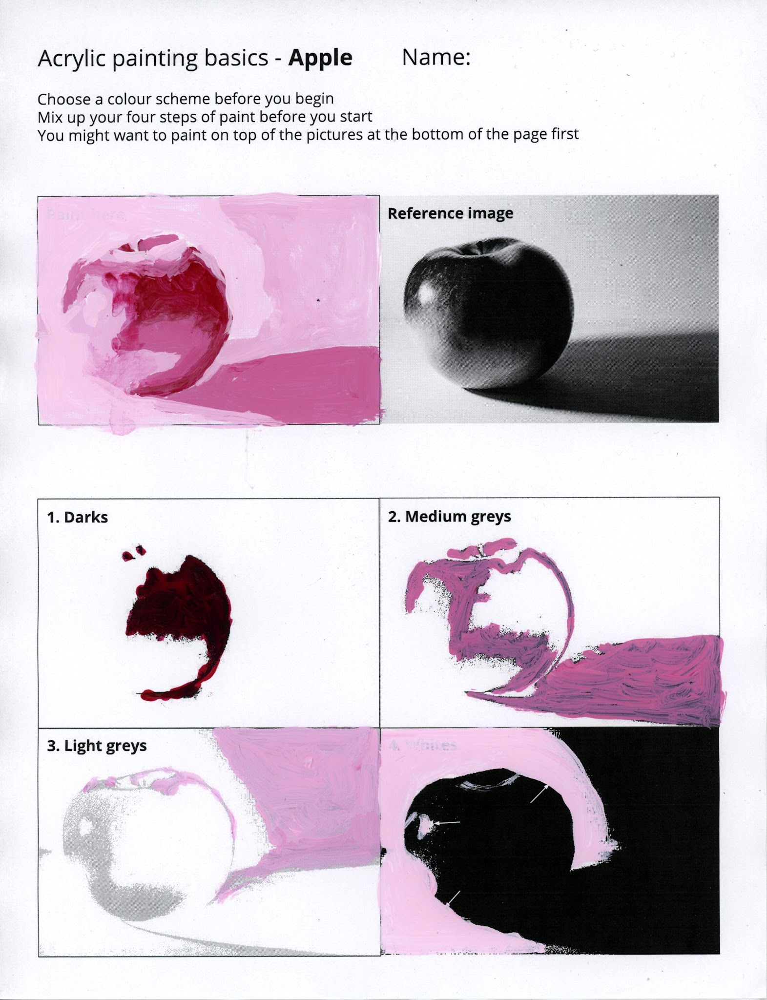 Acrylic painting basics - Apple
Name:
Choose a colour scheme before you begin
Mix up your four steps of paint before you start
You might want to paint on top of the pictures at the bottom of the page first
Paint here
Reference image
1. Darks
2. Medium greys
3. Light greys
4. Whites